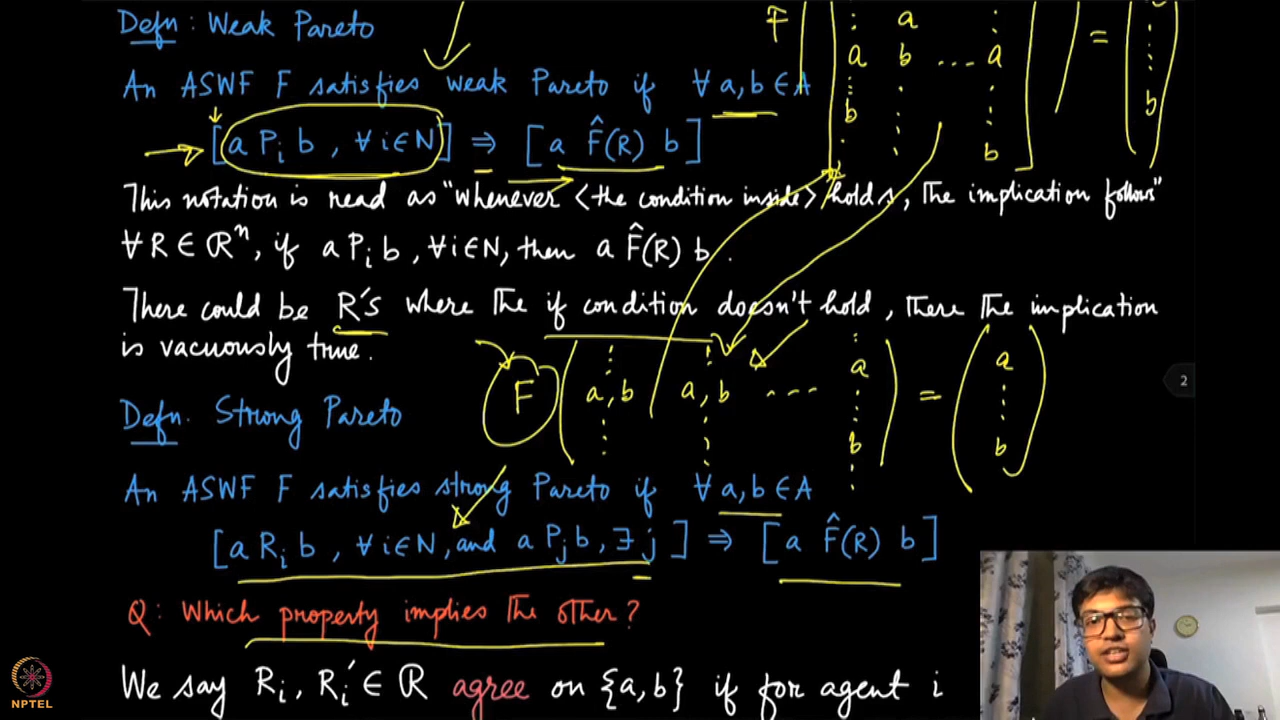 Defn: Weak Pareto
An ASWF F satisfies weak Pareto if ∀ a,b ∈ A
[a Pᵢ b , ∀ i ∈ N] ⇒ [a F̂(R) b]
F ( a b ⋮ a b ... a b ) = ( ⋮ b )
This notation is read as "whenever <the condition inside> holds, the implication follows"
∀ R ∈ ℛⁿ, if a Pᵢ b , ∀ i ∈ N, then a F̂(R) b.
There could be R's where the if condition doesn't hold, there the implication
is vacuously true.
F ( a, b a, b --- a ⋮ b ) = ( a ⋮ b )
Defn. Strong Pareto
An ASWF F satisfies strong Pareto if ∀ a,b ∈ A
[a Rᵢ b , ∀ i ∈ N, and a Pⱼ b, ∃ j ] ⇒ [a F̂(R) b]
Q: Which property implies the other?
We say Rᵢ, Rᵢ′ ∈ ℛ agree on {a,b} if for agent i
2
NPTEL